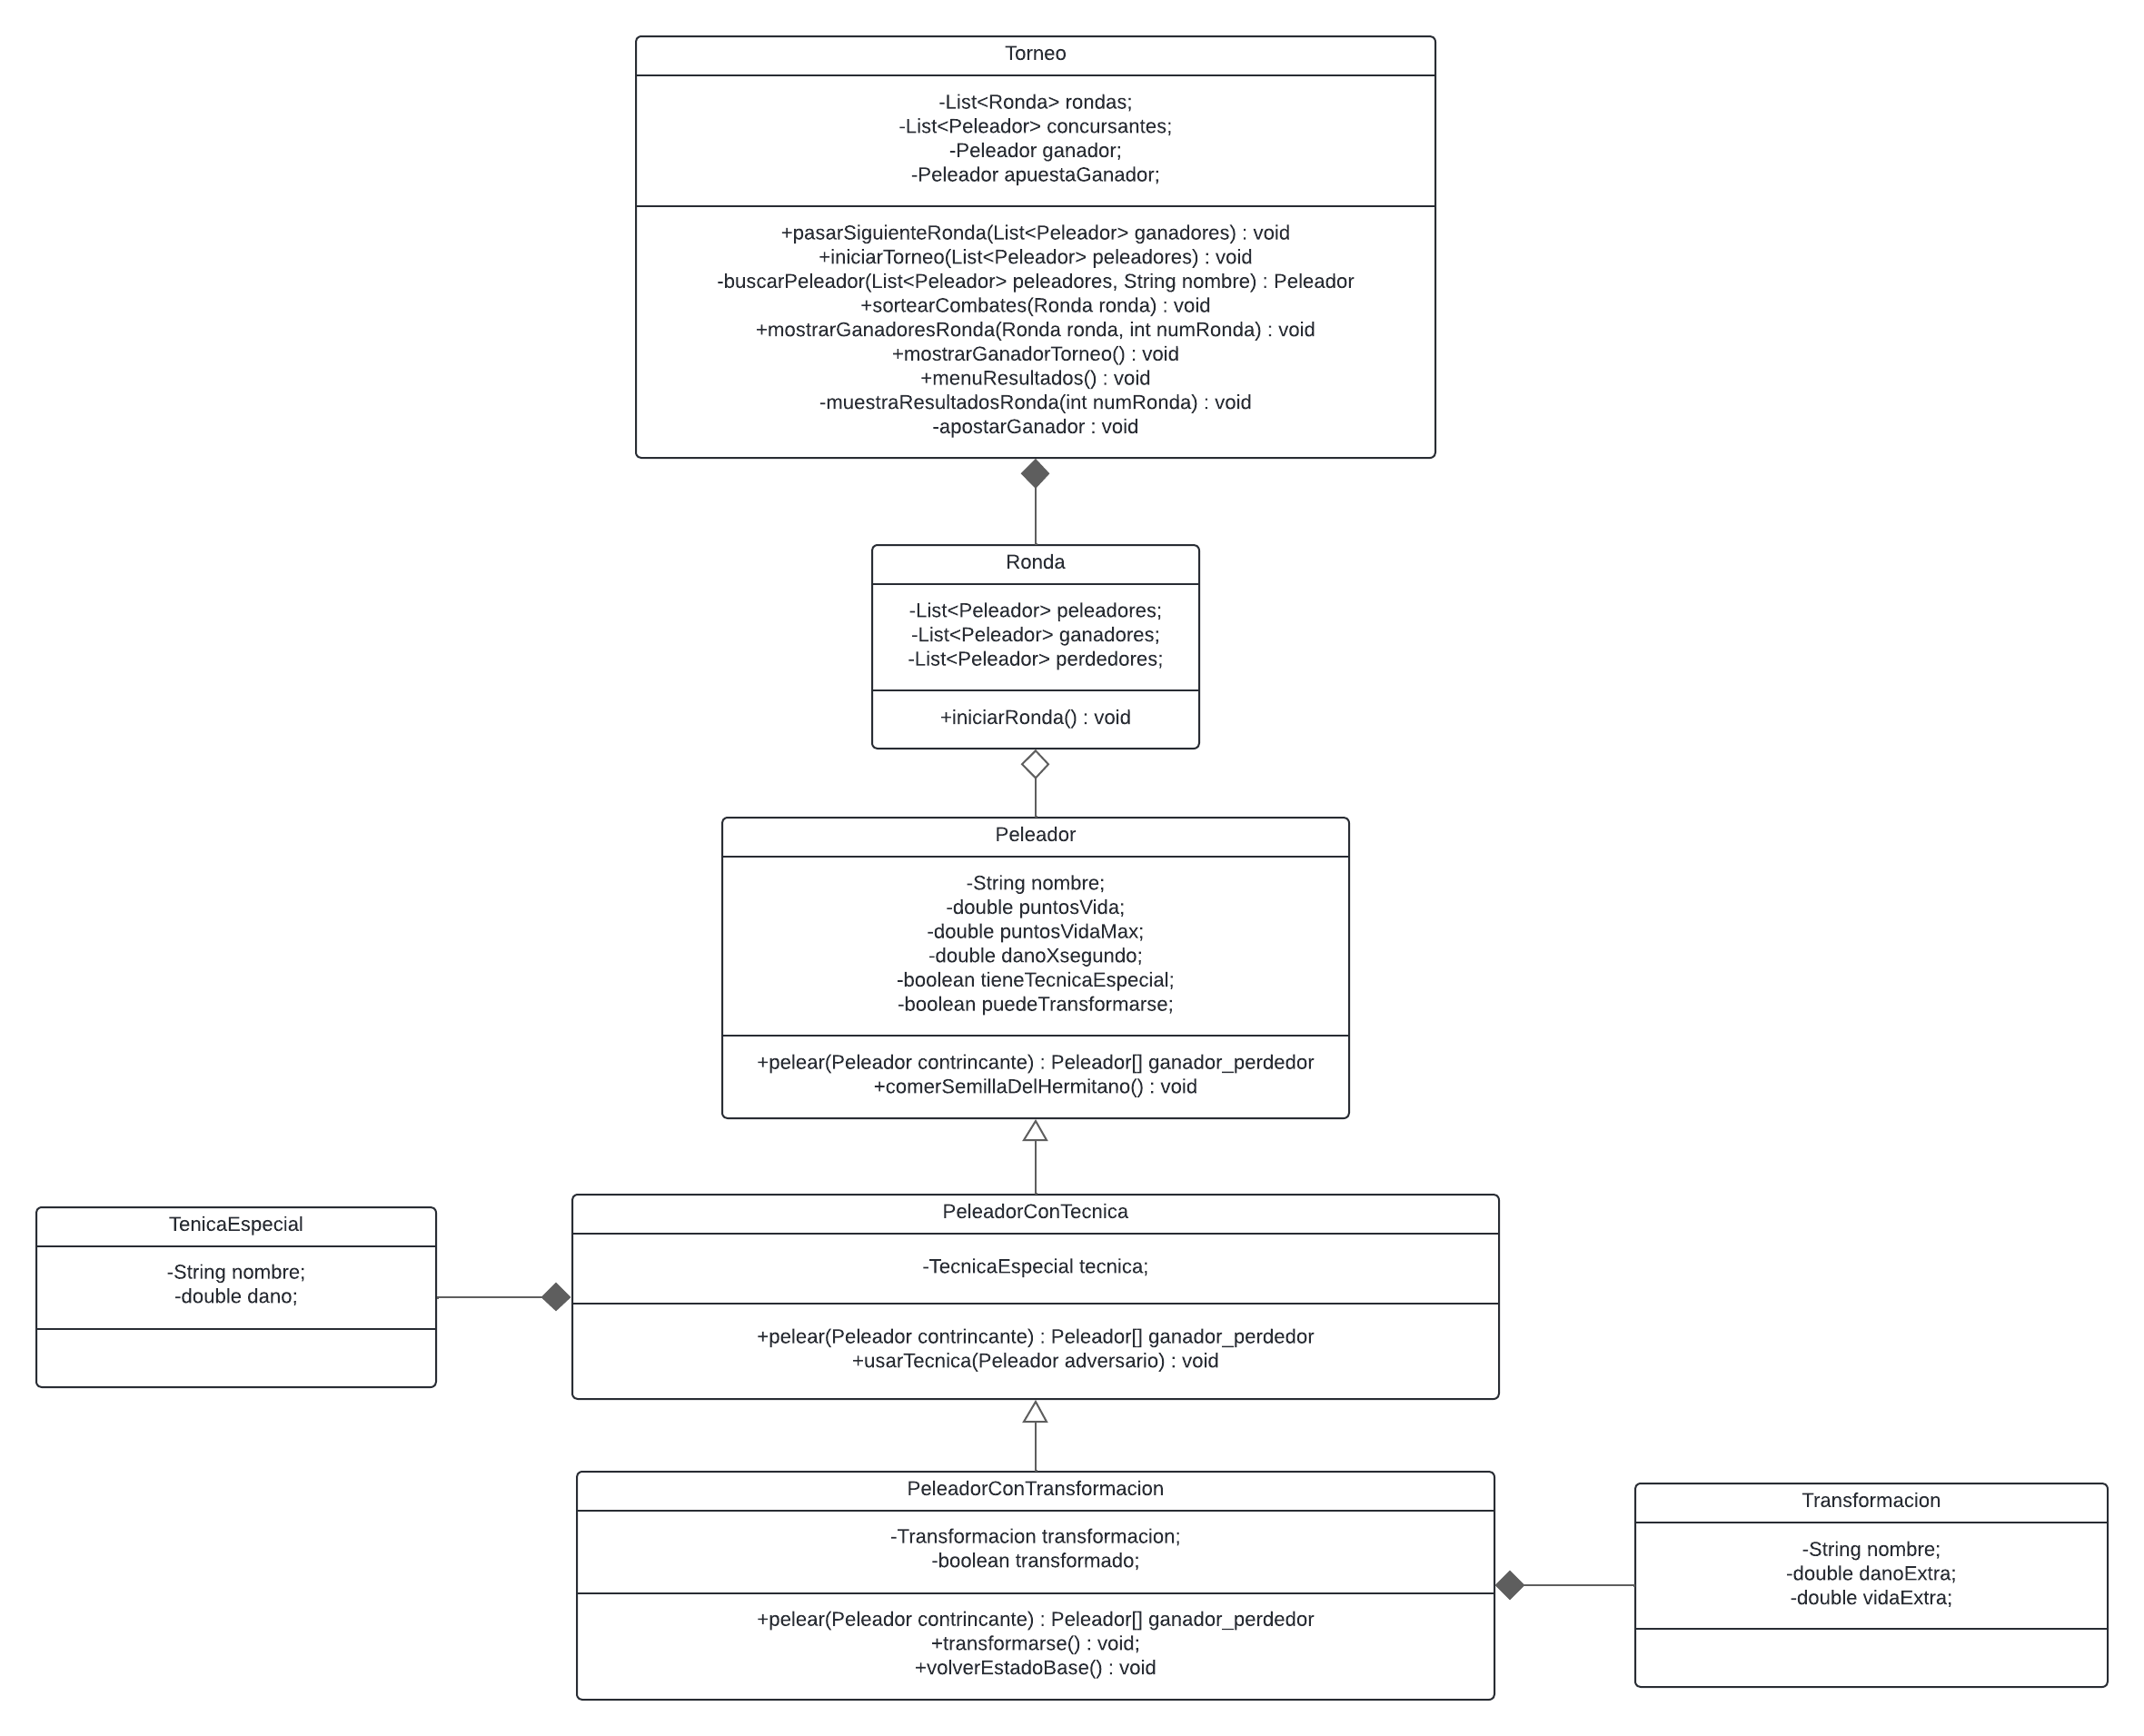 Torneo
-List<Ronda> rondas;
-List<Peleador> concursantes;
-Peleador ganador;
-Peleador apuestaGanador;
+pasarSiguienteRonda(List<Peleador> ganadores) : void
+iniciarTorneo(List<Peleador> peleadores) : void
-buscarPeleador(List<Peleador> peleadores, String nombre) : Peleador
+sortearCombates(Ronda ronda) : void
+mostrarGanadoresRonda(Ronda ronda, int numRonda) : void
+mostrarGanadorTorneo() : void
+menuResultados() : void
-muestraResultadosRonda(int numRonda) : void
-apostarGanador : void
Ronda
-List<Peleador> peleadores;
-List<Peleador> ganadores;
-List<Peleador> perdedores;
+iniciarRonda() : void
Peleador
-String nombre;
-double puntosVida;
-double puntosVidaMax;
-double danoXsegundo;
-boolean tieneTecnicaEspecial;
-boolean puedeTransformarse;
+pelear(Peleador contrincante) : Peleador[] ganador_perdedor
+comerSemillaDelHermitano() : void
TenicaEspecial
-String nombre;
-double dano;
PeleadorConTecnica
-TecnicaEspecial tecnica;
+pelear(Peleador contrincante) : Peleador[] ganador_perdedor
+usarTecnica(Peleador adversario) : void
PeleadorConTransformacion
-Transformacion transformacion;
-boolean transformado;
+pelear(Peleador contrincante) : Peleador[] ganador_perdedor
+transformarse() : void;
+volverEstadoBase() : void
Transformacion
-String nombre;
-double danoExtra;
-double vidaExtra;